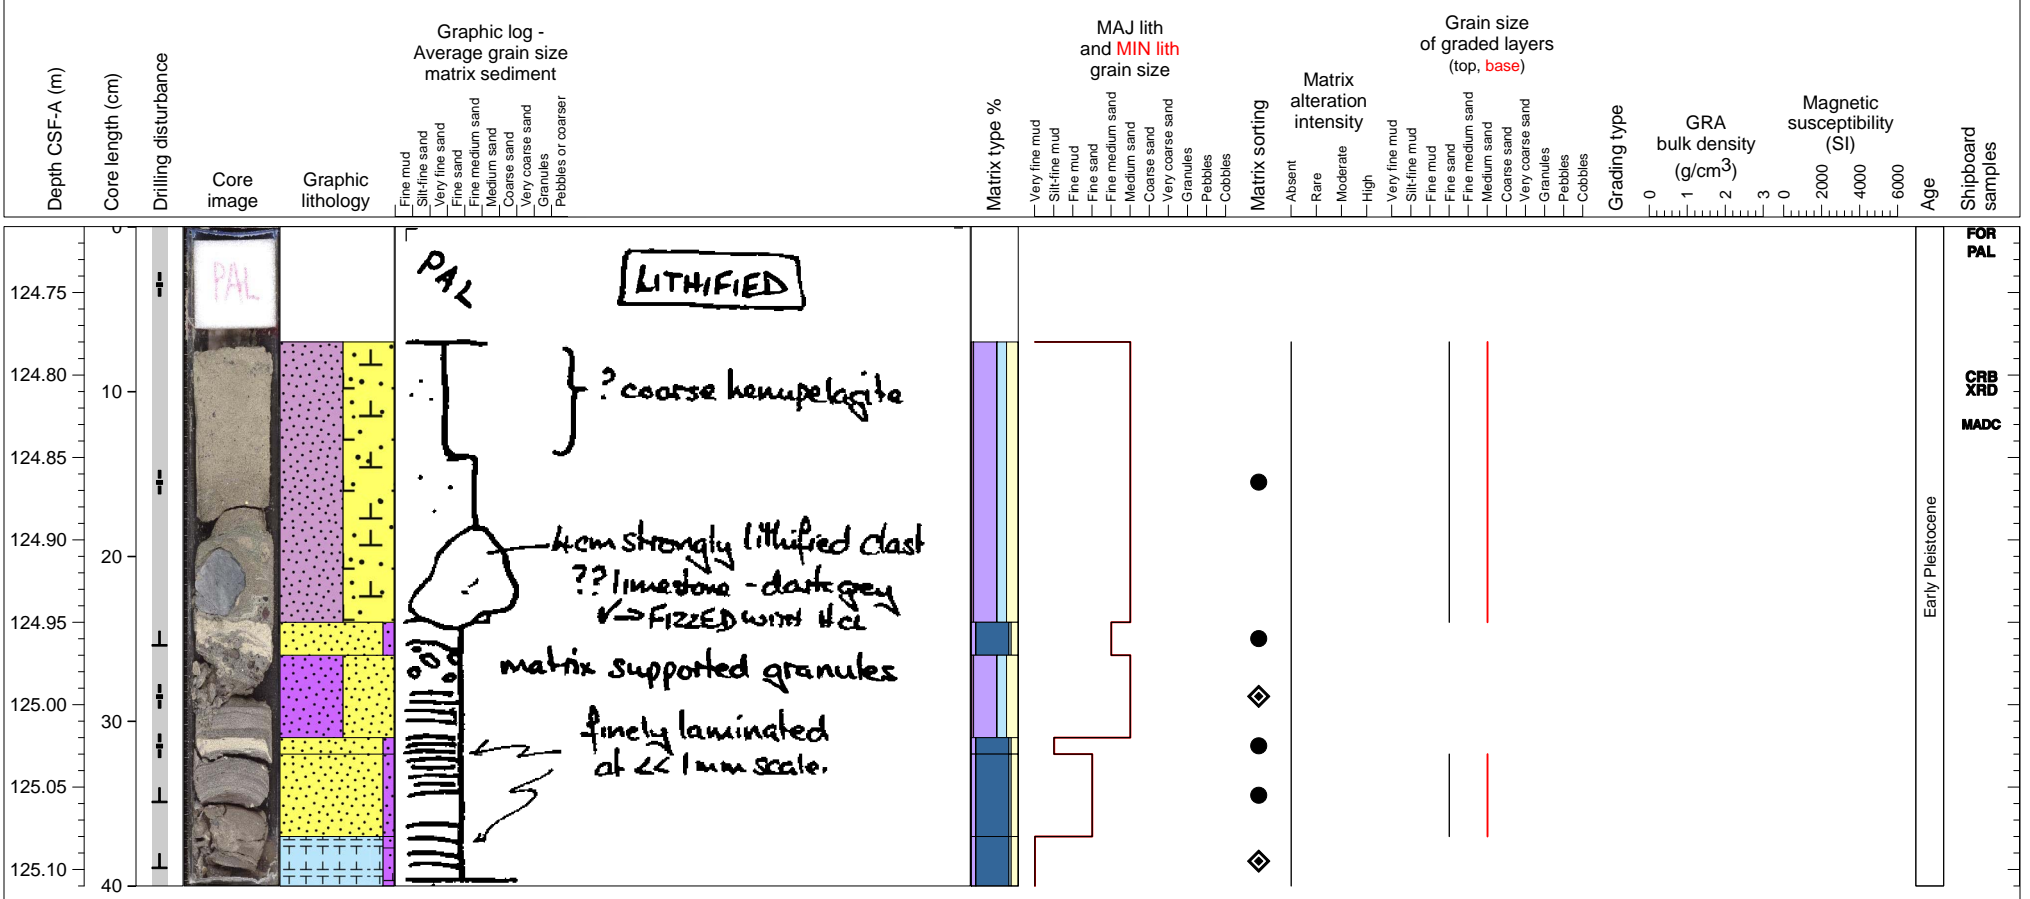 Depth CSF-A (m)
Core length (cm)
Drilling disturbance
Core
image
Graphic
lithology
Graphic log -
Average grain size
matrix sediment
Fine mud
Silt-fine sand
Very fine sand
Fine sand
Fine medium sand
Medium sand
Coarse sand
Very coarse sand
Granules
Pebbles or coarser
Matrix type %
MAJ lith
and MIN lith
grain size
Very fine mud
Silt-fine mud
Fine mud
Fine sand
Fine medium sand
Medium sand
Coarse sand
Very coarse sand
Granules
Pebbles
Cobbles
Matrix sorting
Matrix
alteration
intensity
Absent
Rare
Moderate
High
Grain size
of graded layers
(top, base)
Very fine mud
Silt-fine mud
Fine mud
Fine sand
Fine medium sand
Medium sand
Coarse sand
Very coarse sand
Granules
Pebbles
Cobbles
Grading type
GRA
bulk density
(g/cm3)
0 1 2 3
Magnetic
susceptibility
(SI)
0 2000 4000 6000
Age
Shipboard
samples
0
10
20
30
40
124.75
124.80
124.85
124.90
124.95
125.00
125.05
125.10
PAL
PAL
LITHIFIED
? coarse hemipelagite
4cm strongly lithified clast
?? limestone - dark grey
✓→ FIZZED WITH HCL
matrix supported granules
finely laminated
at << 1mm scale.
Early Pleistocene
FOR
PAL
CRB
XRD
MADC